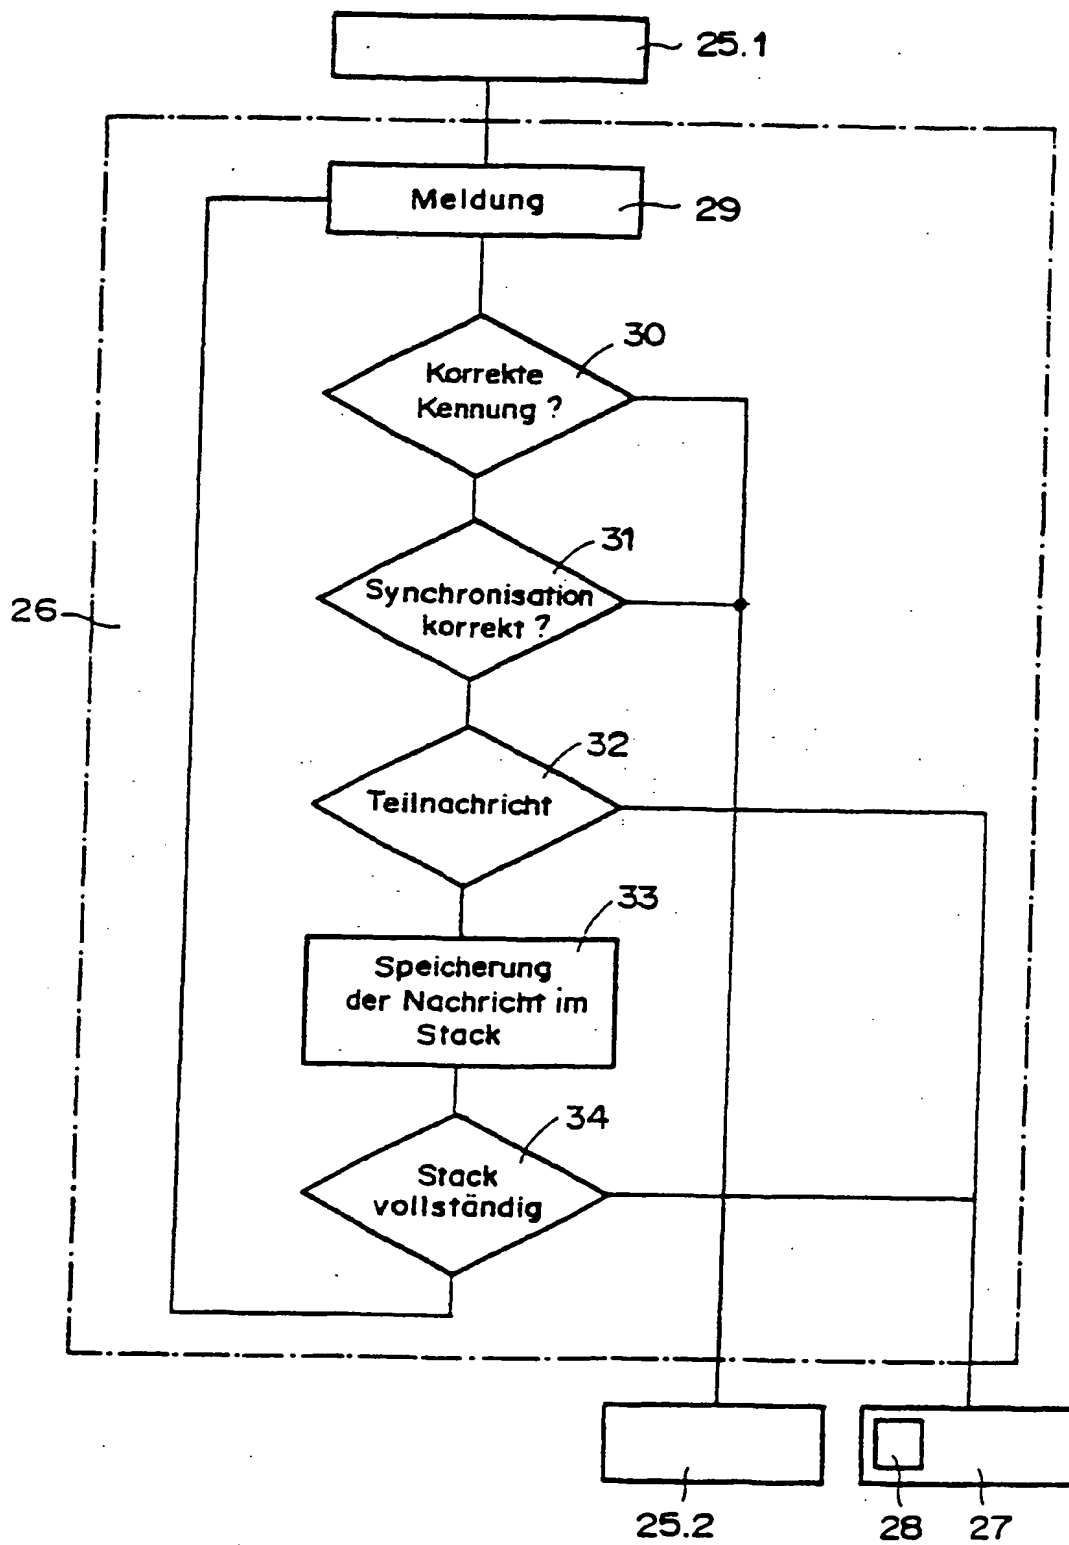 25.1
Meldung
29
30
Korrekte
Kennung ?
31
Synchronisation
korrekt ?
26
32
Teilnachricht
33
Speicherung
der Nachricht im
Stack
34
Stack
vollständig
25.2
28
27